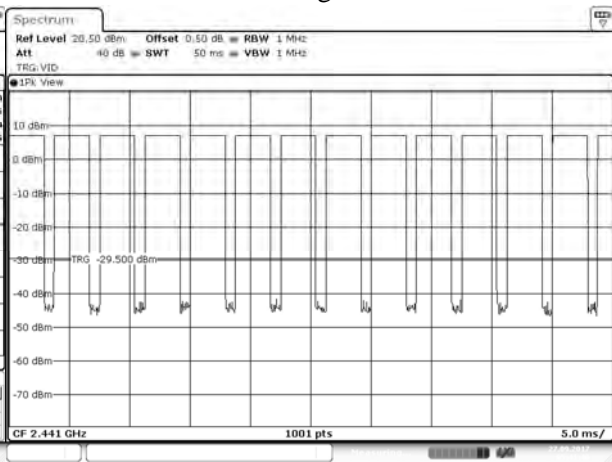 Spectrum
Ref Level 20.50 dBm Offset 0.50 dB RBW 1 MHz
Att 40 dB SWT 50 ms VBW 1 MHz
TRG:VID
1Pk View
10 dBm
0 dBm
-10 dBm
-20 dBm
-30 dBm
TRG -29.500 dBm
-40 dBm
-50 dBm
-60 dBm
-70 dBm
CF 2.441 GHz 1001 pts 5.0 ms/